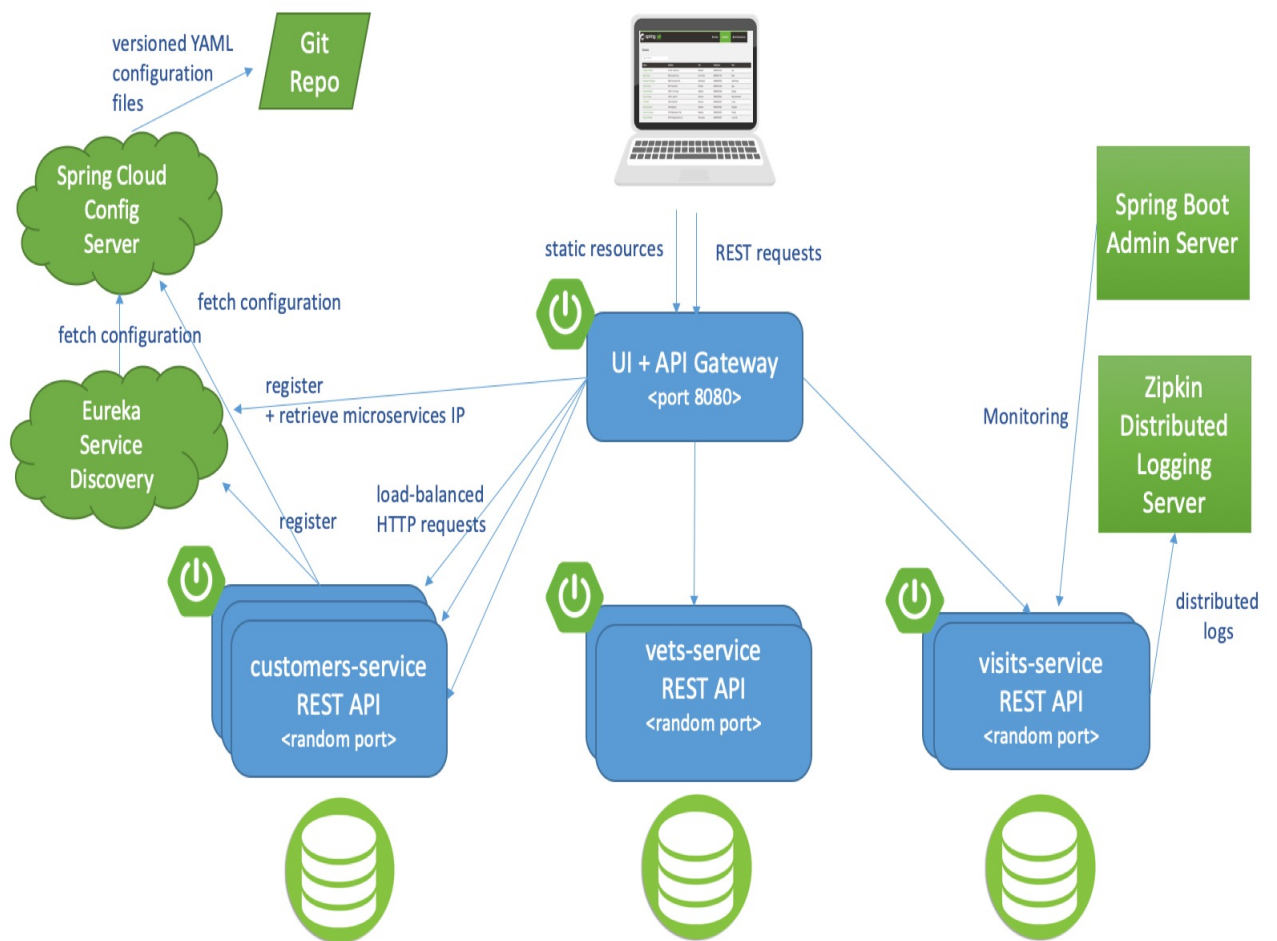 versioned YAML
configuration
files
Git
Repo
spring
Spring Cloud
Config
Server
static resources
REST requests
Spring Boot
Admin Server
fetch configuration
fetch configuration
UI + API Gateway
<port 8080>
register
+ retrieve microservices IP
Eureka
Service
Discovery
Monitoring
Zipkin
Distributed
Logging
Server
load-balanced
HTTP requests
register
distributed
logs
customers-service
REST API
<random port>
vets-service
REST API
<random port>
visits-service
REST API
<random port>